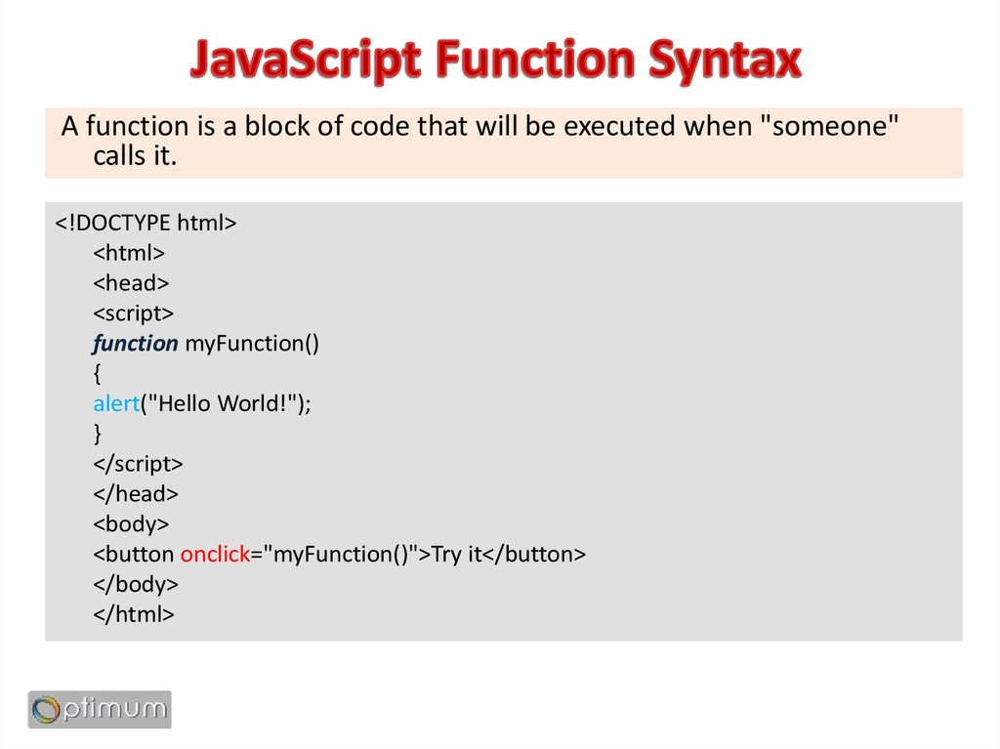 JavaScript Function Syntax
A function is a block of code that will be executed when "someone"
calls it.
<!DOCTYPE html>
<html>
<head>
<script>
function myFunction()
{
alert("Hello World!");
}
</script>
</head>
<body>
<button onclick="myFunction()">Try it</button>
</body>
</html>
Optimum